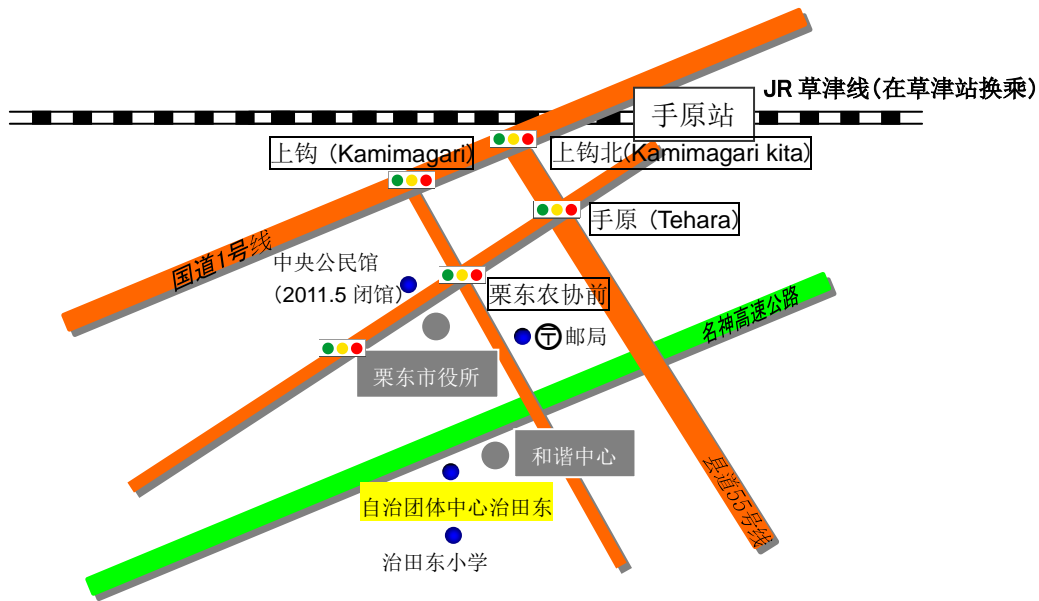 JR 草津线(在草津站换乘)
手原站
上钩 (Kamimagari)
上钩北(Kamimagari kita)
手原 (Tehara)
国道1号线
中央公民馆
(2011.5 闭馆)
栗东农协前
名神高速公路
〒邮局
栗东市役所
和谐中心
县道55号线
自治团体中心治田东
治田东小学